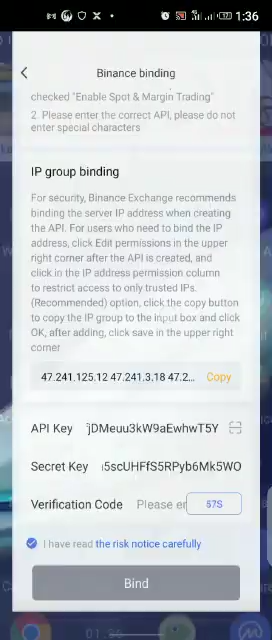 1:36
Binance binding
checked "Enable Spot & Margin Trading"
2. Please enter the correct API, please do not
enter special characters
IP group binding
For security, Binance Exchange recommends
binding the server IP address when creating
the API. For users who need to bind the IP
address, click Edit permissions in the upper
right corner after the API is created, and
click in the IP address permission column
to restrict access to only trusted IPs.
(Recommended) option, click the copy button
to copy the IP group to the input box and click
OK, after adding, click save in the upper right
corner
47.241.125.12 47.241.3.18 47.2... Copy
API Key jDMeuu3kW9aEwhwT5Y
Secret Key 5scUHFfS5RPyb6Mk5WO
Verification Code Please er 57S
I have read the risk notice carefully
Bind